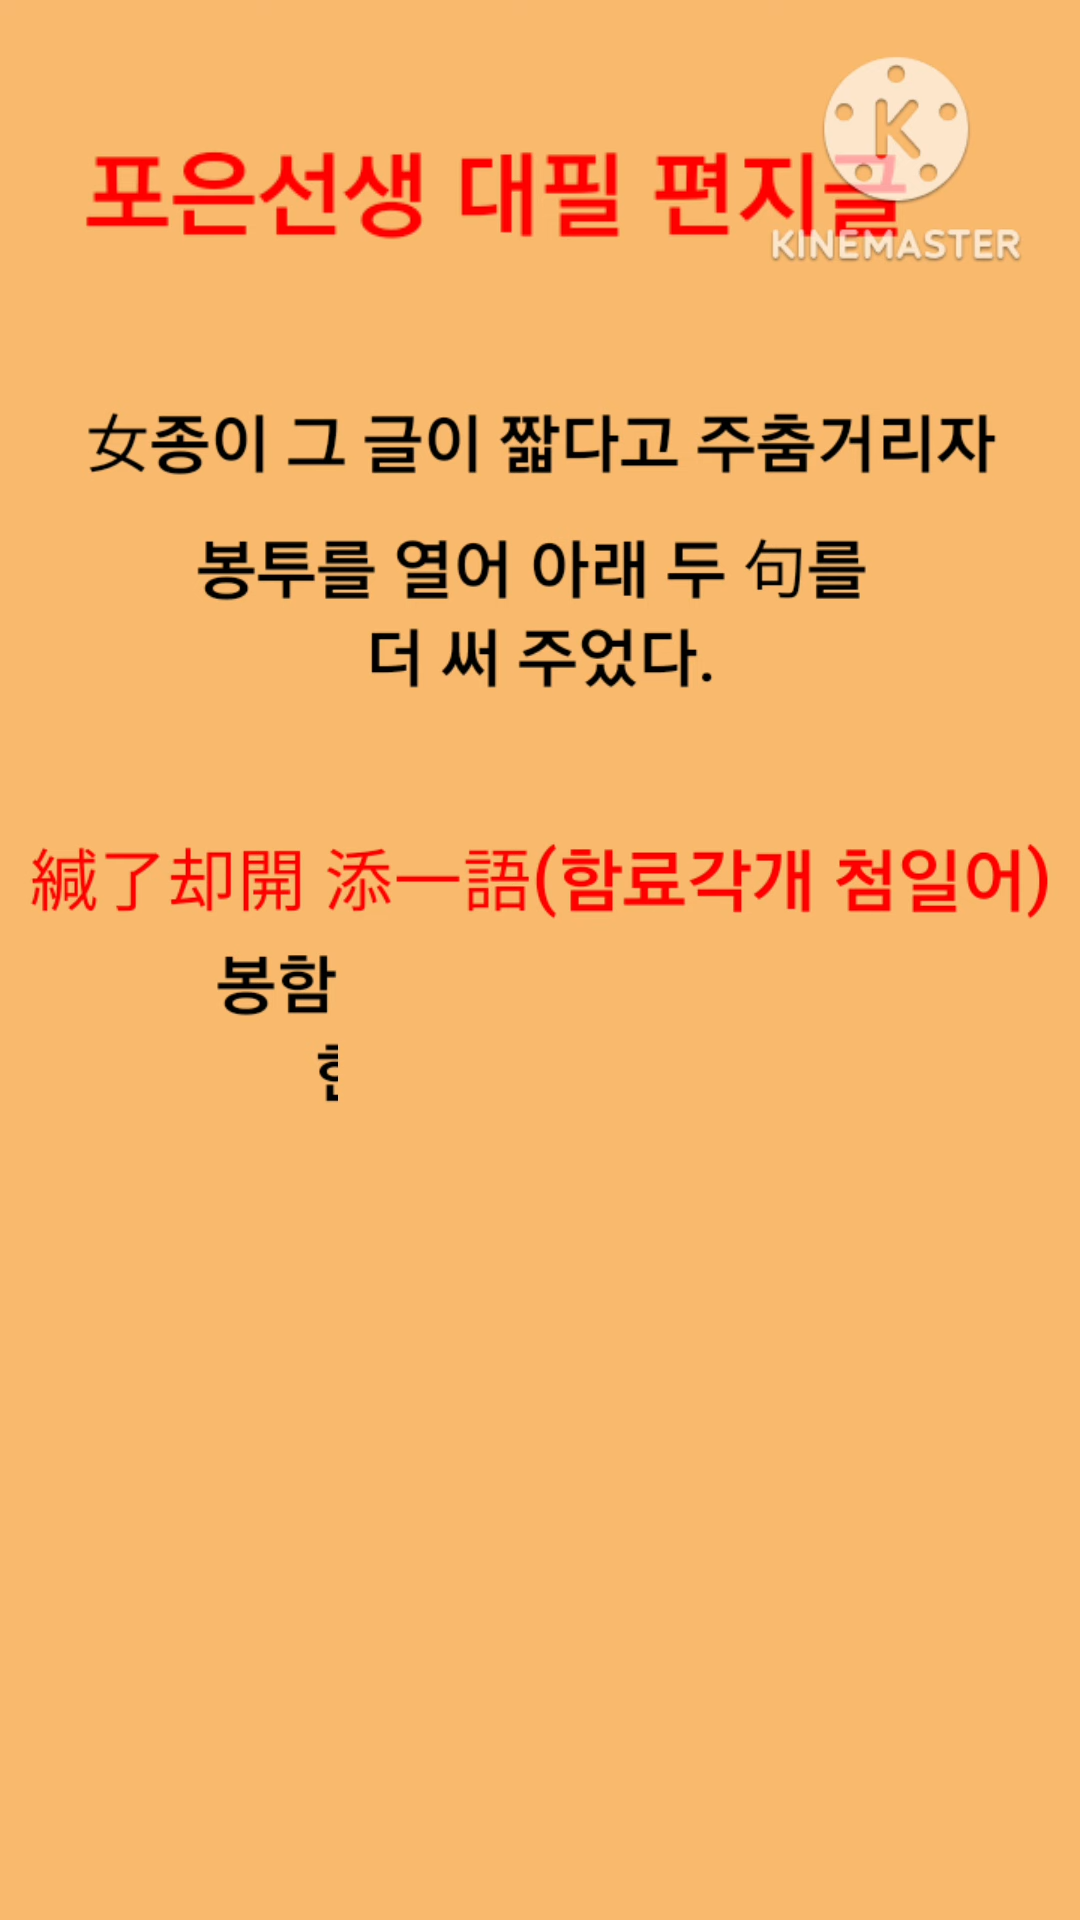 포은선생 대필 편지글
KINEMASTER
女종이 그 글이 짧다고 주춤거리자
봉투를 열어 아래 두 句를
더 써 주었다.
緘了却開 添一語(함료각개 첨일어)
봉함